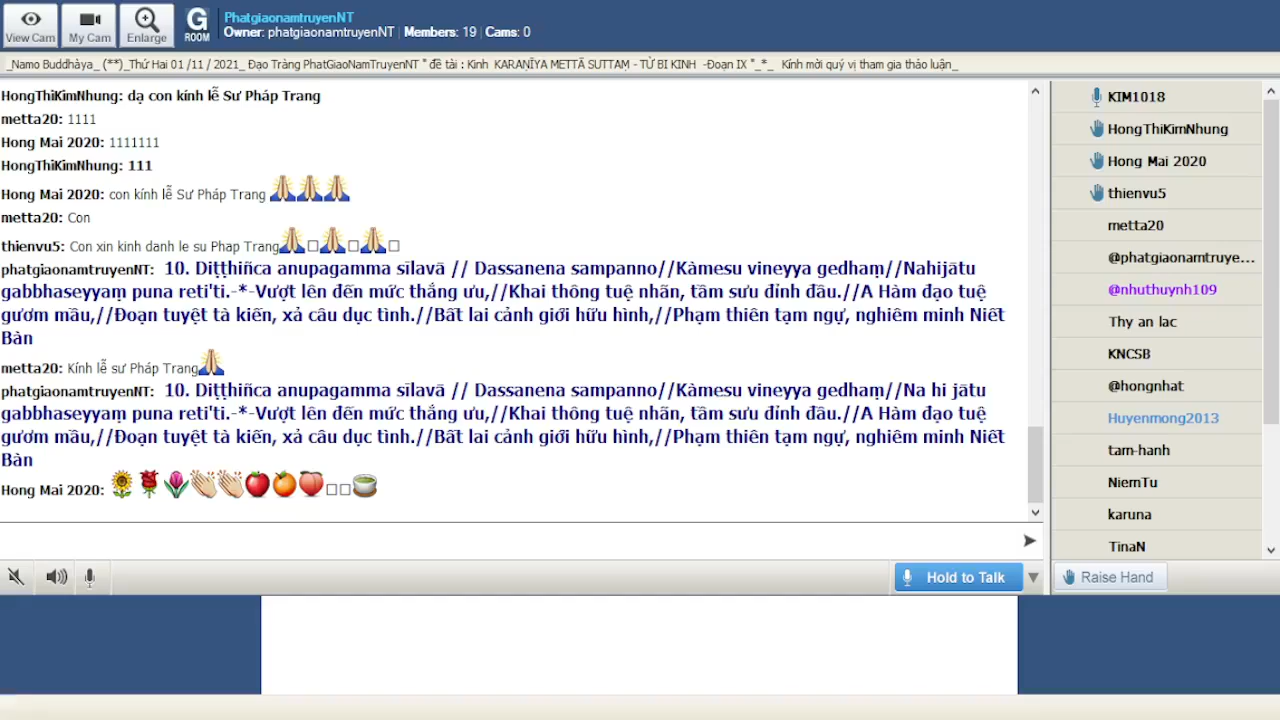 View Cam
My Cam
Enlarge
G
ROOM
PhatgiaonamtruyenNT
Owner: phatgiaonamtruyenNT | Members: 19 | Cams: 0
_Namo Buddhàya_ (**)_Thứ Hai 01 /11 / 2021_ Đạo Tràng PhatGiaoNamTruyenNT " đề tài : Kinh KARAṆĪYA METTĀ SUTTAṂ - TỪ BI KINH -Đoạn IX "_*_ Kính mời quý vị tham gia thảo luận_
HongThiKimNhung: dạ con kính lễ Sư Pháp Trang
metta20: 1111
Hong Mai 2020: 1111111
HongThiKimNhung: 111
Hong Mai 2020: con kính lễ Sư Pháp Trang 🙏🙏🙏
metta20: Con
thienvu5: Con xin kinh danh le su Phap Trang🙏□🙏□🙏□
phatgiaonamtruyenNT: 10. Diṭṭhiñca anupagamma sīlavā // Dassanena sampanno//Kàmesu vineyya gedhaṃ//Nahijātu
gabbhaseyyaṃ puna reti'ti.-*-Vượt lên đến mức thắng ưu,//Khai thông tuệ nhãn, tầm sưu đỉnh đầu.//A Hàm đạo tuệ
gươm mầu,//Đoạn tuyệt tà kiến, xả câu dục tình.//Bất lai cảnh giới hữu hình,//Phạm thiên tạm ngự, nghiêm minh Niết
Bàn
metta20: Kính lễ sư Pháp Trang🙏
phatgiaonamtruyenNT: 10. Diṭṭhiñca anupagamma sīlavā // Dassanena sampanno//Kàmesu vineyya gedhaṃ//Na hi jātu
gabbhaseyyaṃ puna reti'ti.-*-Vượt lên đến mức thắng ưu,//Khai thông tuệ nhãn, tầm sưu đỉnh đầu.//A Hàm đạo tuệ
gươm mầu,//Đoạn tuyệt tà kiến, xả câu dục tình.//Bất lai cảnh giới hữu hình,//Phạm thiên tạm ngự, nghiêm minh Niết
Bàn
Hong Mai 2020: 🌻🌹🌷👏👏🍎🍊🍑□□🍵
KIM1018
HongThiKimNhung
Hong Mai 2020
thienvu5
metta20
@phatgiaonamtruye...
@nhuthuynh109
Thy an lac
KNCSB
@hongnhat
Huyenmong2013
tam-hanh
NiemTu
karuna
TinaN
Hold to Talk
Raise Hand